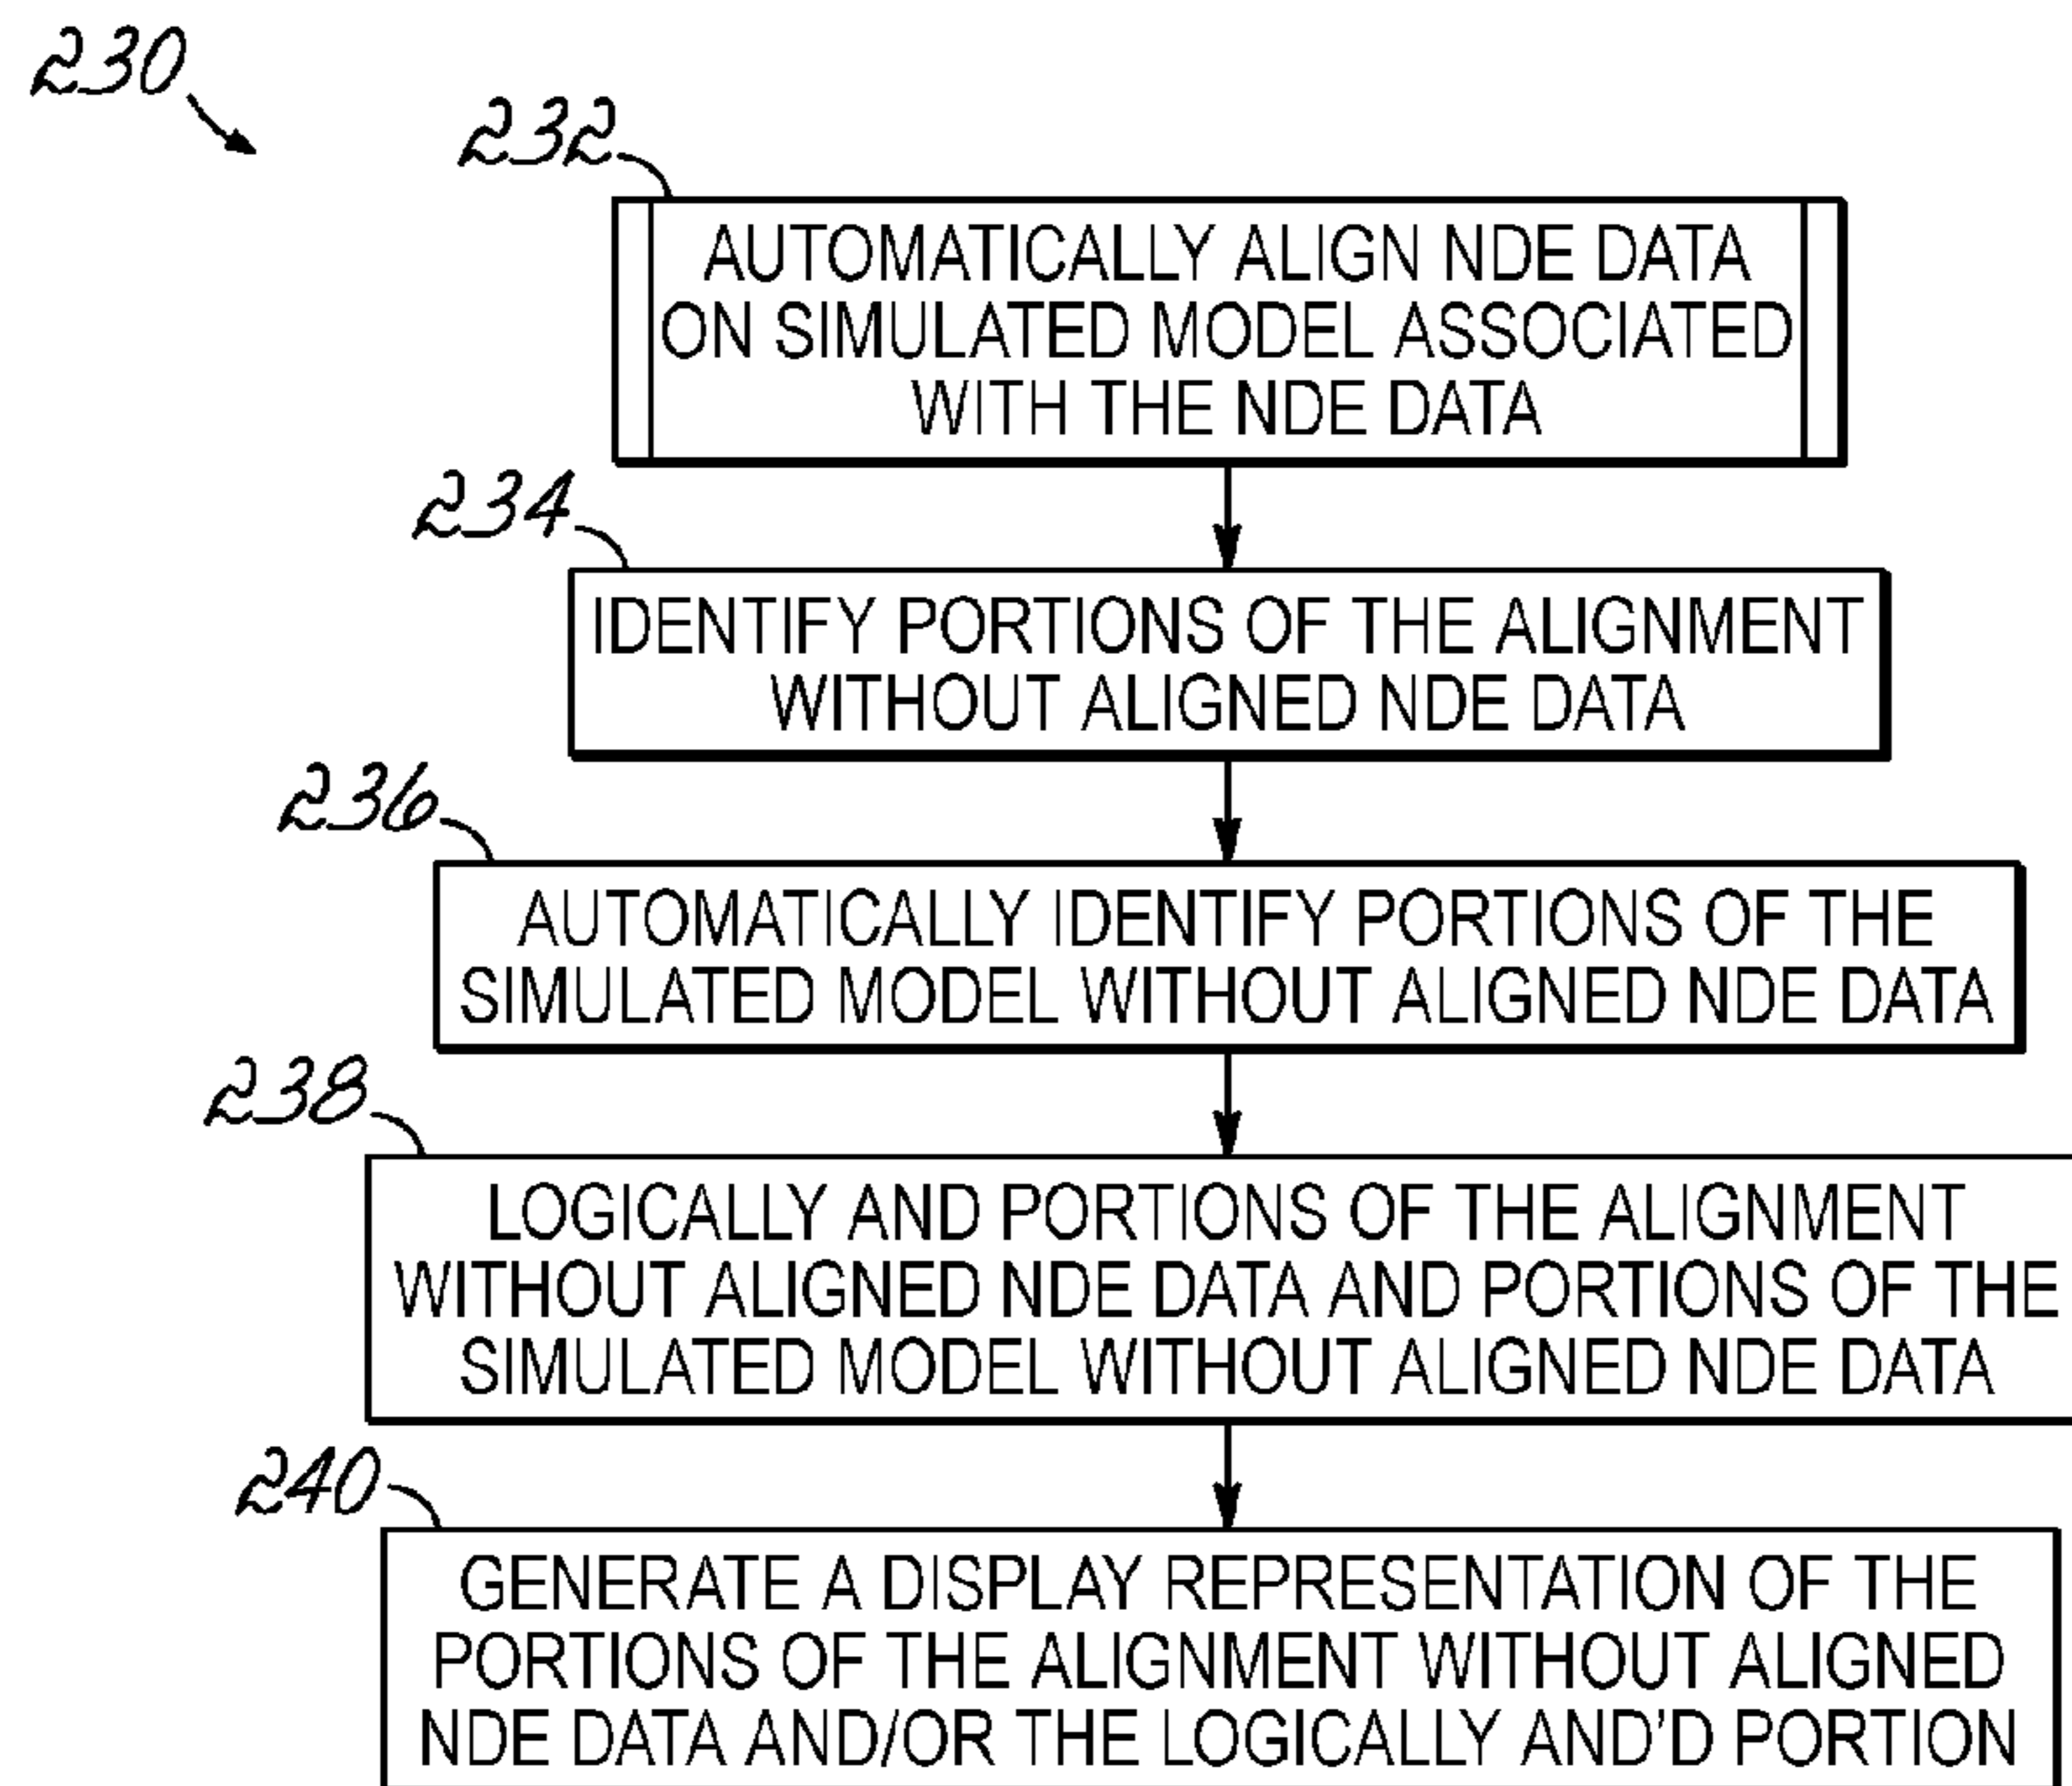 230
232
AUTOMATICALLY ALIGN NDE DATA
ON SIMULATED MODEL ASSOCIATED
WITH THE NDE DATA
234
IDENTIFY PORTIONS OF THE ALIGNMENT
WITHOUT ALIGNED NDE DATA
236
AUTOMATICALLY IDENTIFY PORTIONS OF THE
SIMULATED MODEL WITHOUT ALIGNED NDE DATA
238
LOGICALLY AND PORTIONS OF THE ALIGNMENT
WITHOUT ALIGNED NDE DATA AND PORTIONS OF THE
SIMULATED MODEL WITHOUT ALIGNED NDE DATA
240
GENERATE A DISPLAY REPRESENTATION OF THE
PORTIONS OF THE ALIGNMENT WITHOUT ALIGNED
NDE DATA AND/OR THE LOGICALLY AND'D PORTION